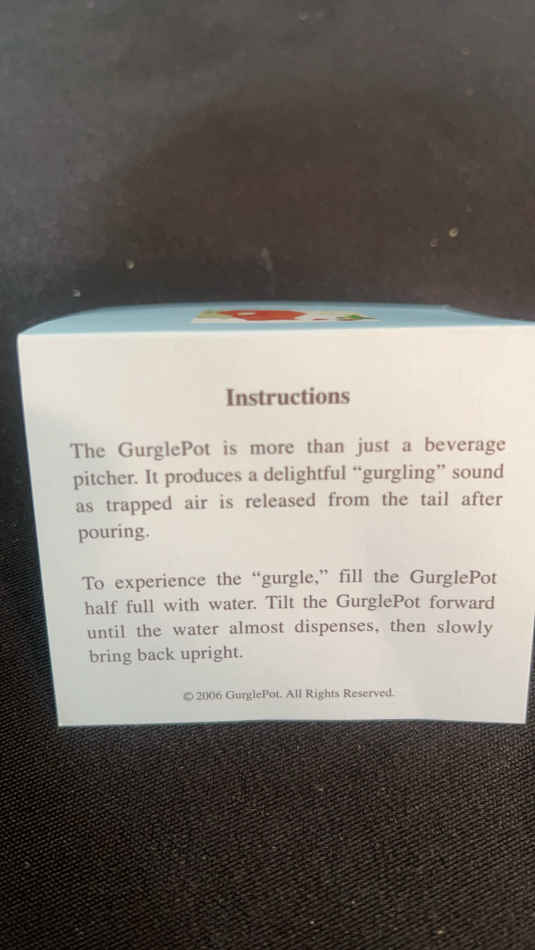 Instructions
The GurglePot is more than just a beverage
pitcher. It produces a delightful “gurgling” sound
as trapped air is released from the tail after
pouring.
To experience the “gurgle,” fill the GurglePot
half full with water. Tilt the GurglePot forward
until the water almost dispenses, then slowly
bring back upright.
© 2006 GurglePot. All Rights Reserved.